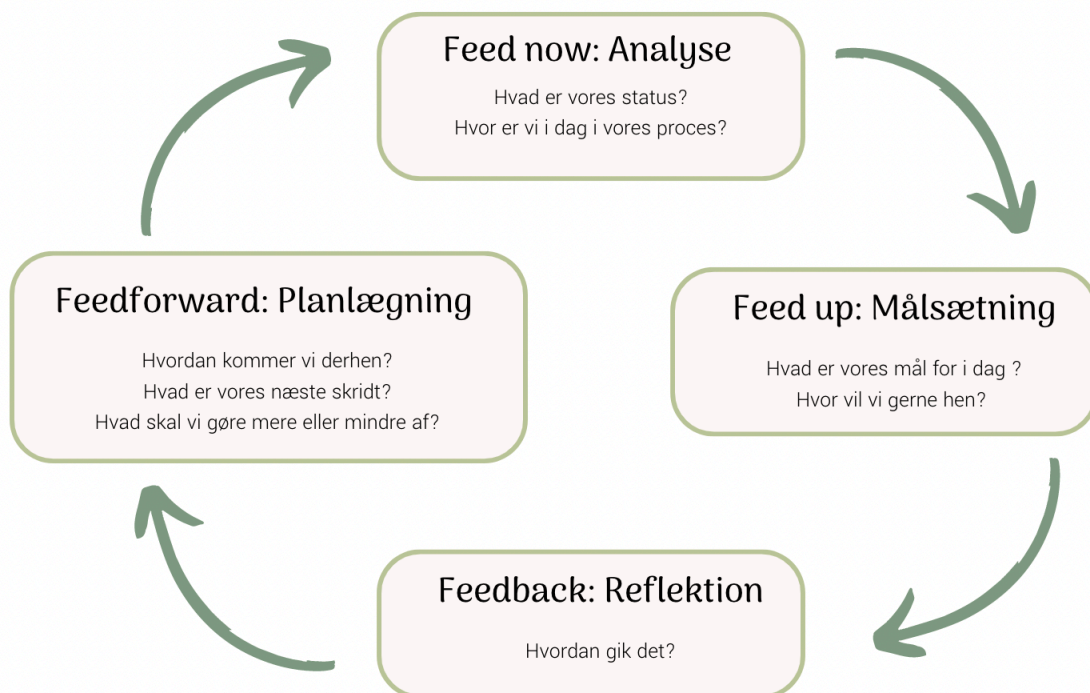 Feed now: Analyse
Hvad er vores status?
Hvor er vi i dag i vores proces?
Feed up: Målsætning
Hvad er vores mål for i dag ?
Hvor vil vi gerne hen?
Feedback: Reflektion
Hvordan gik det?
Feedforward: Planlægning
Hvordan kommer vi derhen?
Hvad er vores næste skridt?
Hvad skal vi gøre mere eller mindre af?